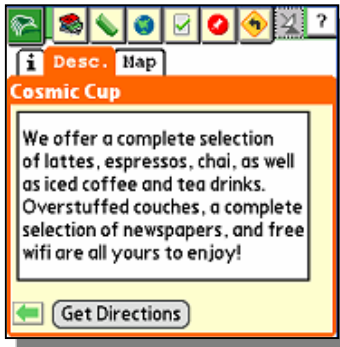 ?
i Desc. Map
Cosmic Cup
We offer a complete selection
of lattes, espressos, chai, as well
as iced coffee and tea drinks.
Overstuffed couches, a complete
selection of newspapers, and free
wifi are all yours to enjoy!
Get Directions